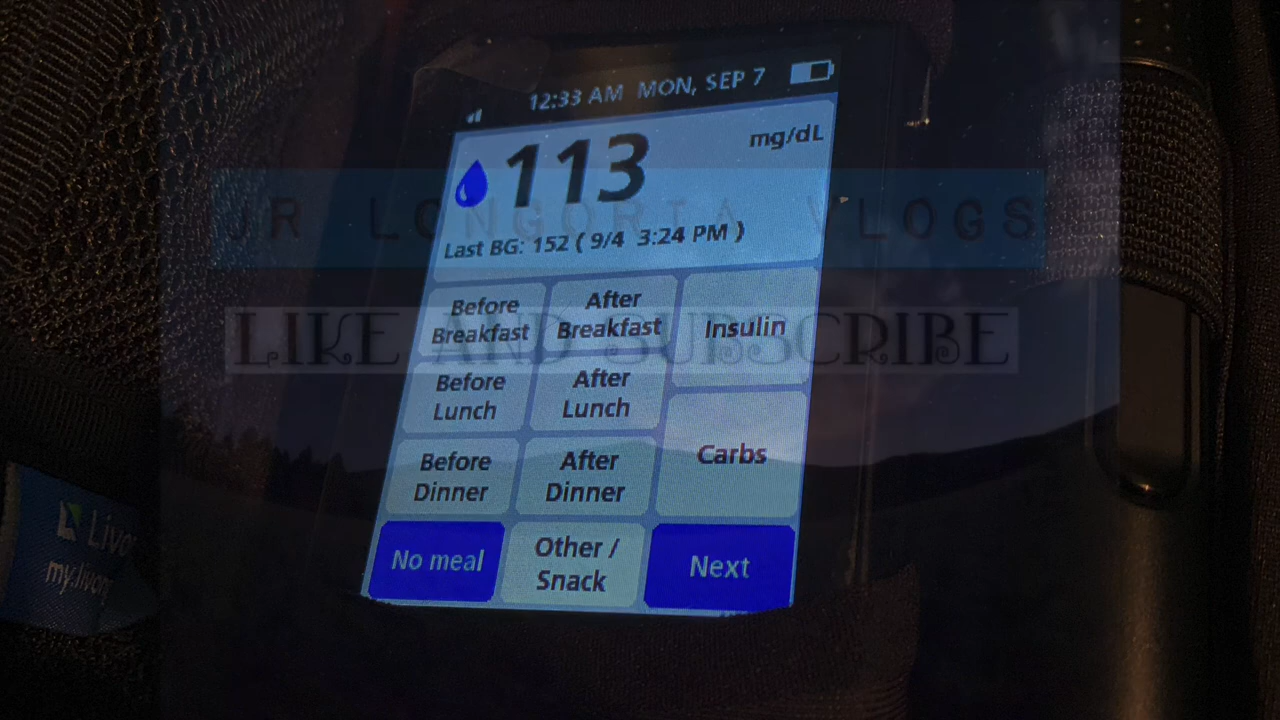 12:33 AM MON, SEP 7
113 mg/dL
JR LONGORIA VLOGS
Last BG: 152 ( 9/4 3:24 PM )
Before Breakfast
After Breakfast
Insulin
LIKE AND SUBSCRIBE
Before Lunch
After Lunch
Carbs
Before Dinner
After Dinner
No meal
Other / Snack
Next